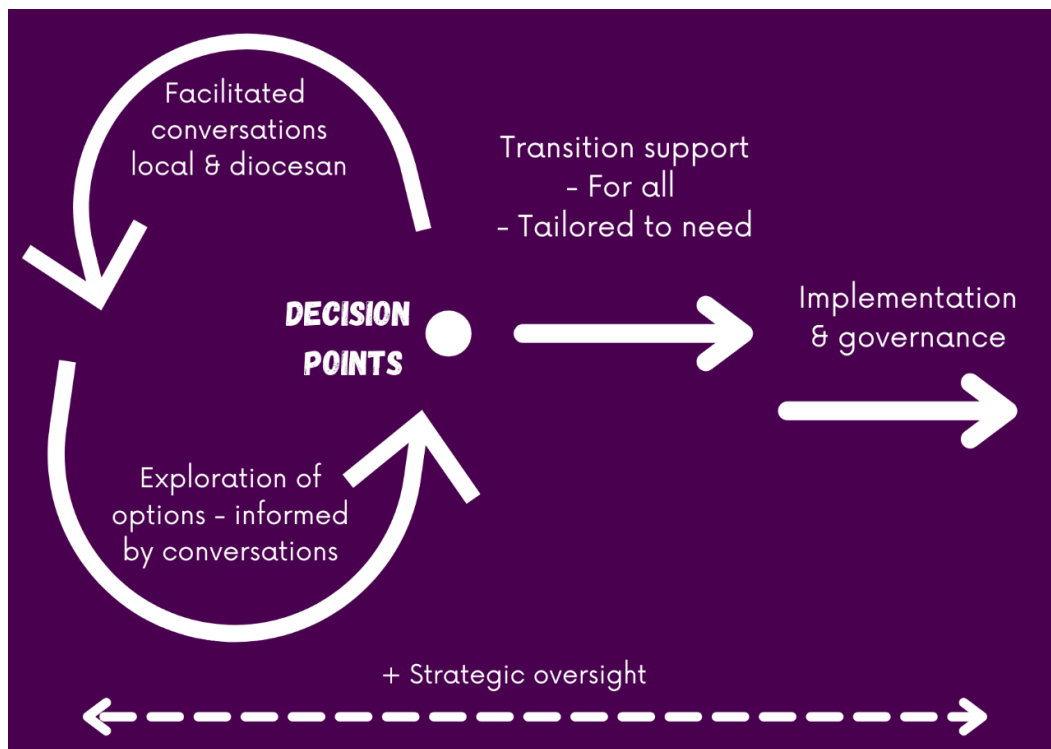 Facilitated
conversations
local & diocesan
Transition support
- For all
- Tailored to need
DECISION
POINTS
Implementation
& governance
Exploration of
options - informed
by conversations
+ Strategic oversight